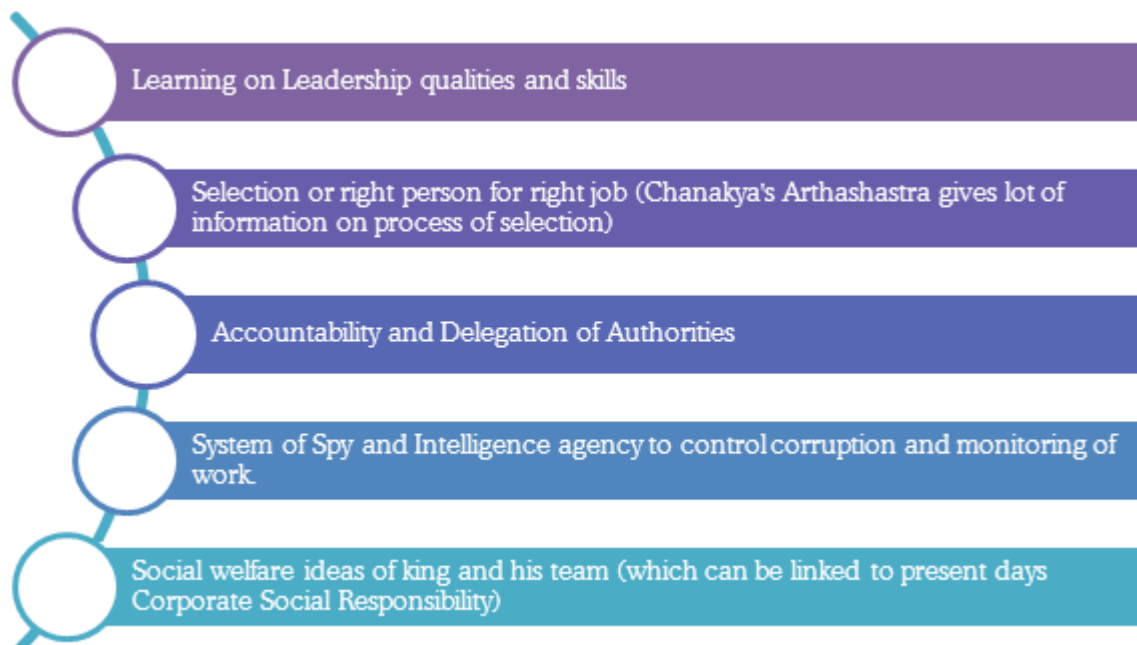 Learning on Leadership qualities and skills
Selection or right person for right job (Chanakya's Arthashastra gives lot of
information on process of selection)
Accountability and Delegation of Authorities
System of Spy and Intelligence agency to control corruption and monitoring of
work.
Social welfare ideas of king and his team (which can be linked to present days
Corporate Social Responsibility)